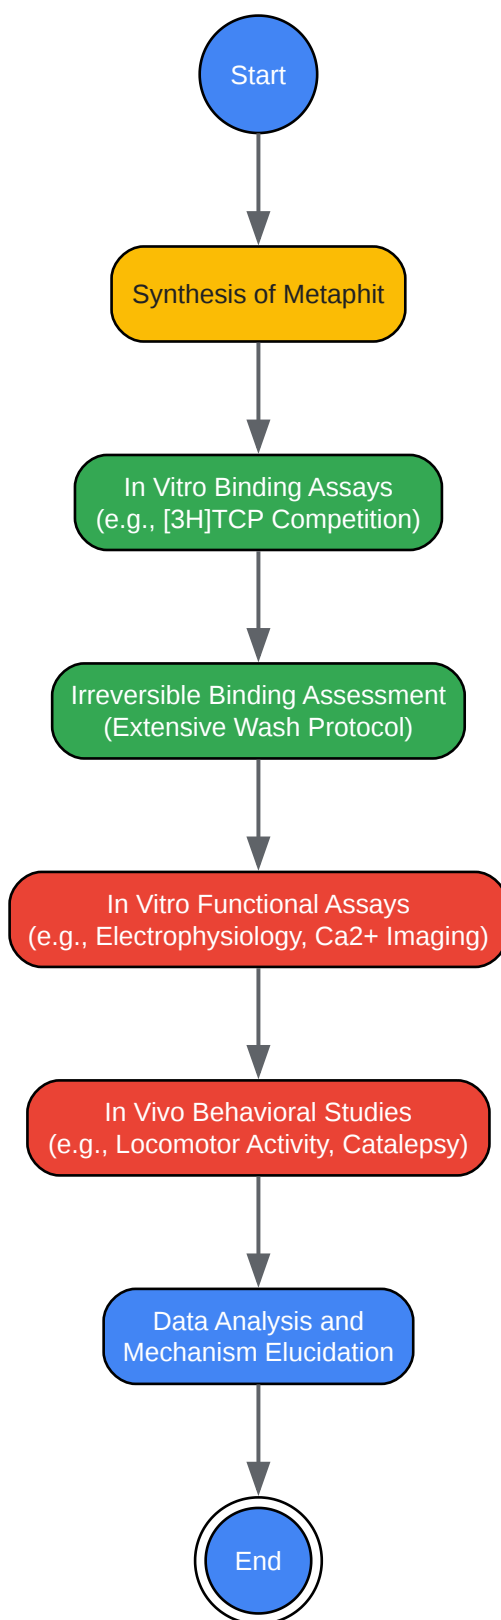 Start
Synthesis of Metaphit
In Vitro Binding Assays
(e.g., [3H]TCP Competition)
Irreversible Binding Assessment
(Extensive Wash Protocol)
In Vitro Functional Assays
(e.g., Electrophysiology, Ca2+ Imaging)
In Vivo Behavioral Studies
(e.g., Locomotor Activity, Catalepsy)
Data Analysis and
Mechanism Elucidation
End